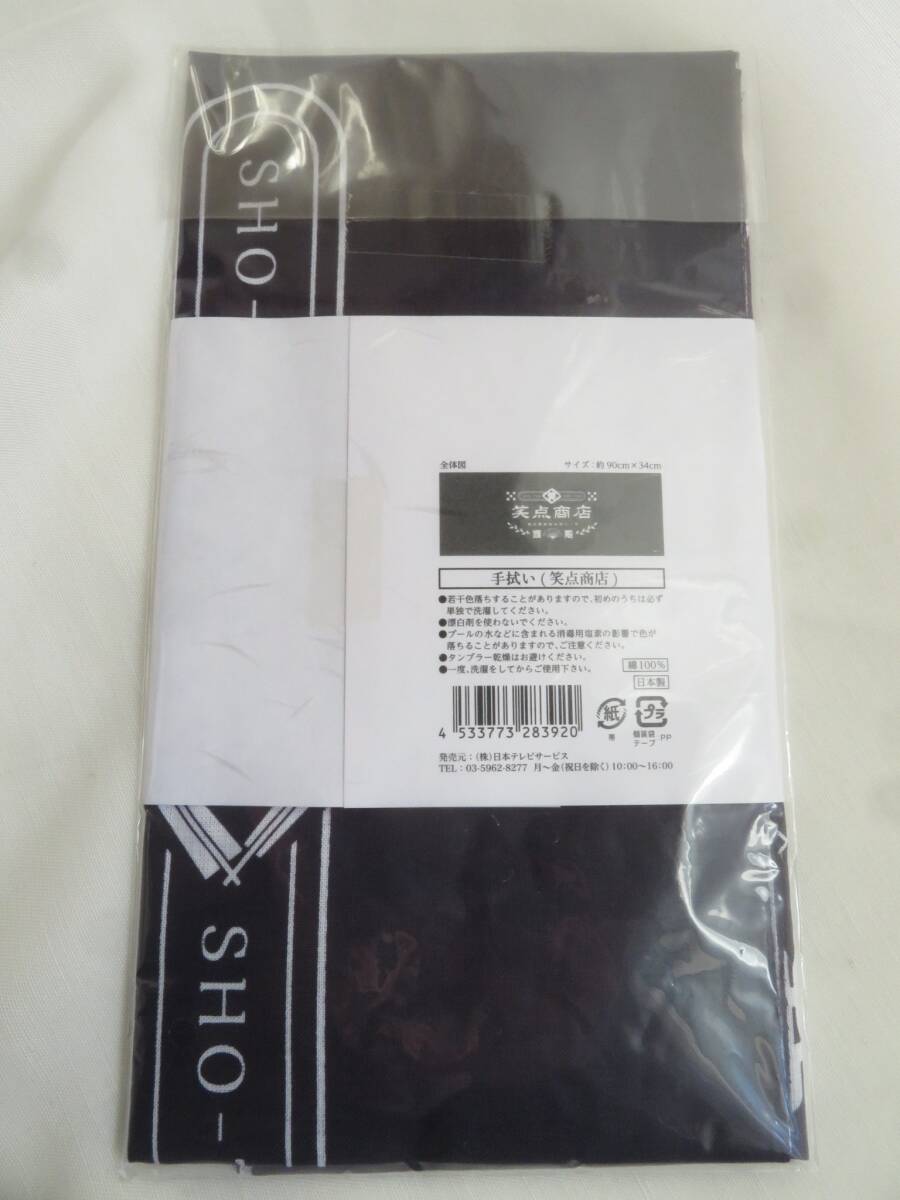 SHO-
全体図 サイズ:約90cm×34cm
笑点商店
手拭い(笑点商店)
●若干色落ちすることがありますので、初めのうちは必ず
単独で洗濯してください。
●漂白剤を使わないでください。
●プールの水などに含まれる消毒用塩素の影響で色が
落ちることがありますので、ご注意ください。
●タンブラー乾燥はお避けください。
●一度、洗濯をしてからご使用下さい。
綿100%
日本製
4 533773 283920
紙
帯
プラ
個装袋
テープ PP
発売元:(株)日本テレビサービス
TEL:03-5962-8277 月〜金(祝日を除く)10:00〜16:00
SHO-